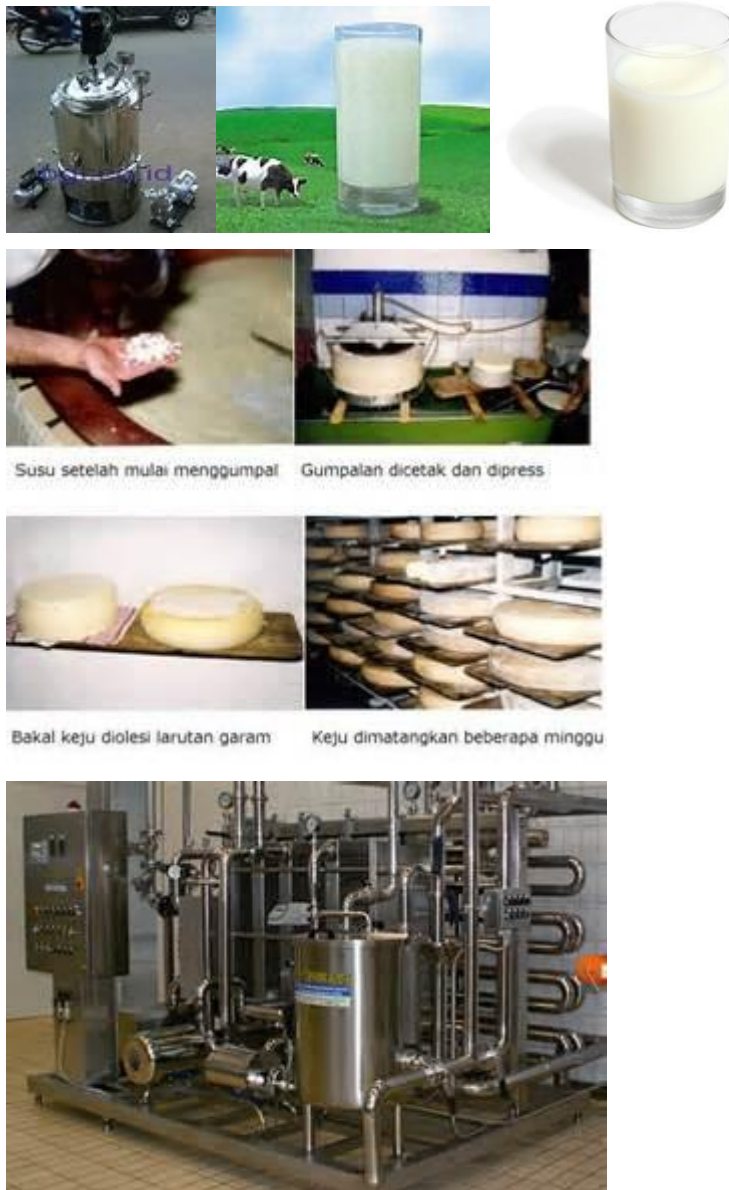 Susu setelah mulai menggumpal
Gumpalan dicetak dan dipress
Bakal keju diolesi larutan garam
Keju dimatangkan beberapa minggu